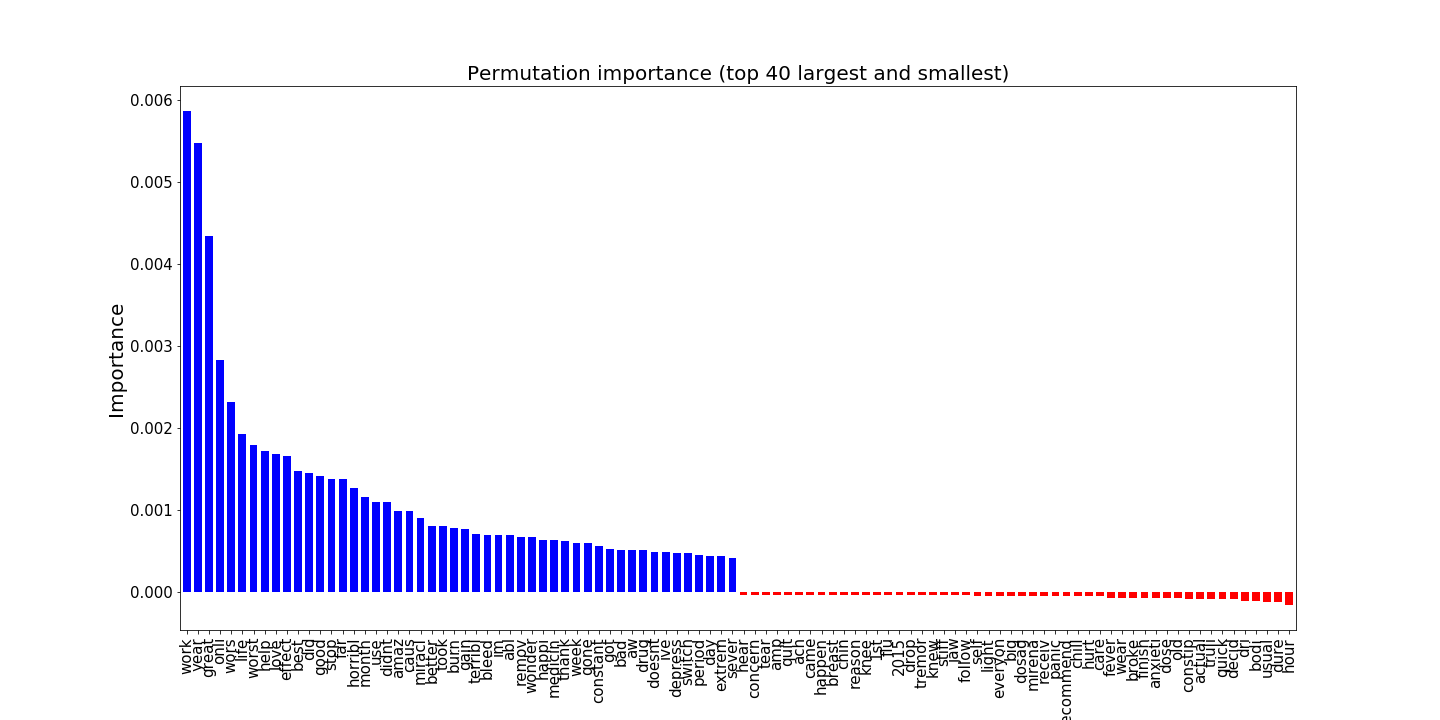 Permutation importance (top 40 largest and smallest)
0.006
0.005
0.004
0.003
0.002
0.001
0.000
Importance
work
year
great
onli
wors
life
worst
help
love
effect
best
did
good
stop
far
horribl
month
use
didnt
amaz
caus
miracl
better
took
burn
pain
terribl
bleed
im
abl
remov
wonder
happi
medicin
thank
week
gone
constant
got
bad
aw
drug
doesnt
ive
depress
switch
period
day
extrem
sever
hear
concern
tear
amp
quit
ach
came
happen
breast
chin
reason
knee
1st
flu
2015
drop
tremor
knew
stiff
law
follow
self
light
everyon
big
dosag
mirena
receiv
panic
ecommend
chill
hurt
care
fever
water
broke
finish
anxieti
dose
old
constip
actual
truli
quick
decid
dri
bodi
usual
pure
hour